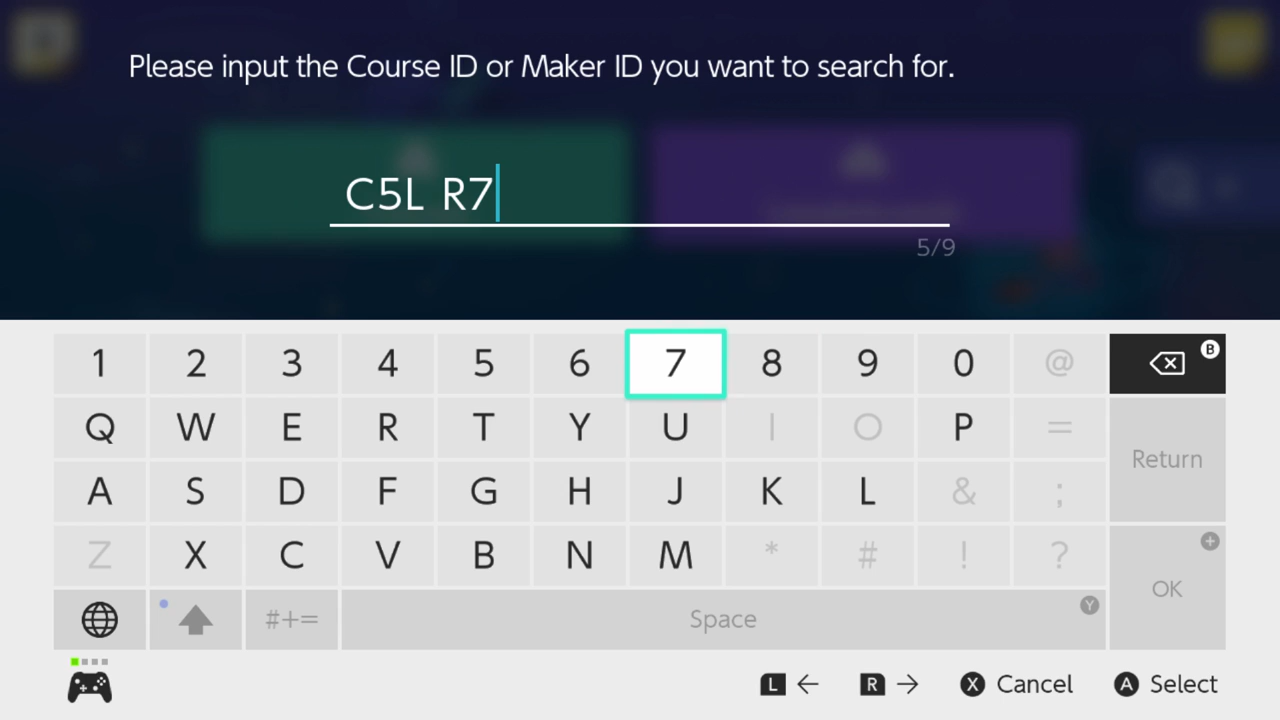 Please input the Course ID or Maker ID you want to search for.
C5L R7
5/9
1 2 3 4 5 6 7 8 9 0 @ B
Q W E R T Y U I O P =
Return
A S D F G H J K L & ;
Z X C V B N M * # ! ? +
OK
#+= Space Y
L ← R → X Cancel A Select